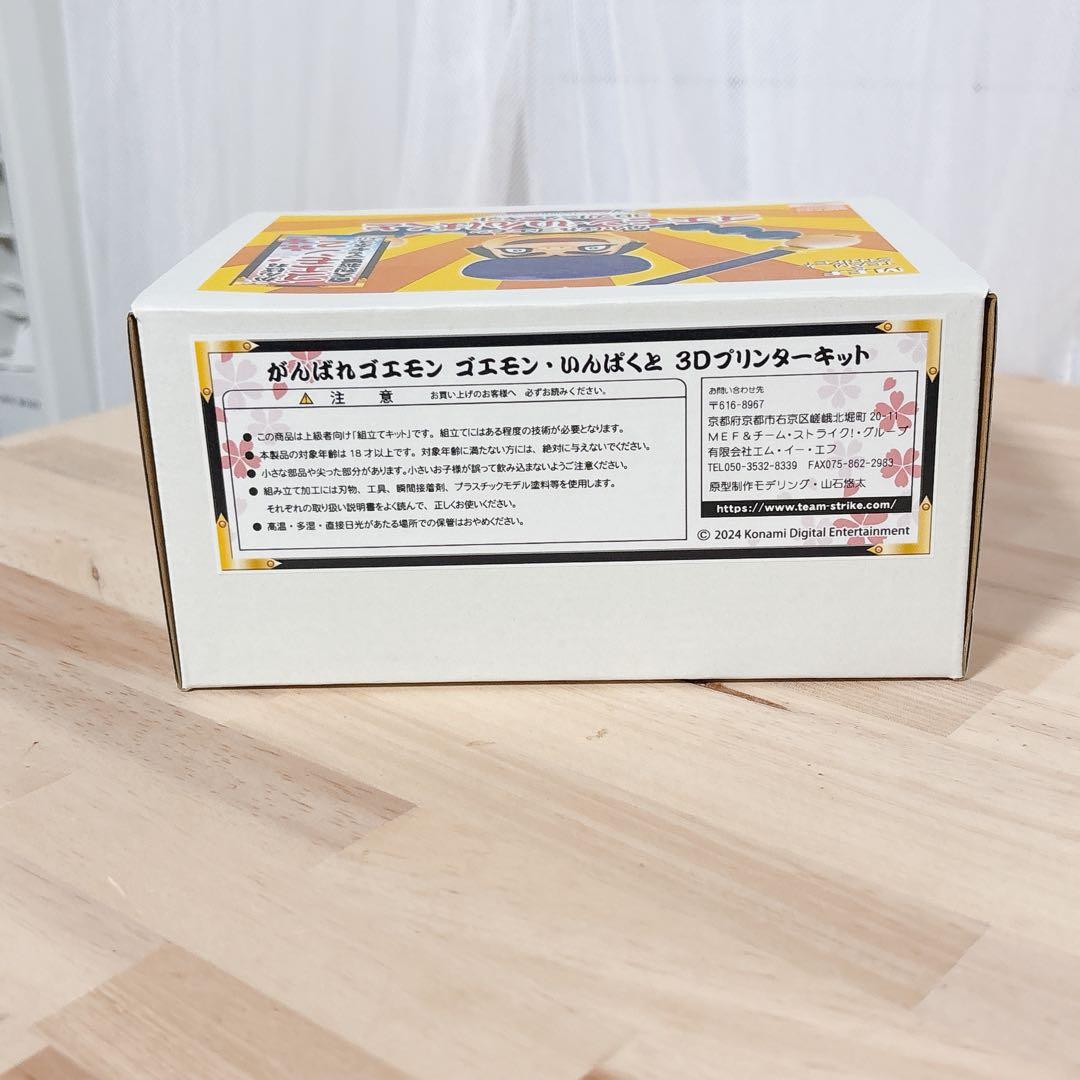 がんばれゴエモン ゴエモン・いんぱくと 3Dプリンターキット
注 意 お買い上げのお客様へ 必ずお読みください。
● この商品は上級者向け「組立てキット」です。組立てにはある程度の技術が必要となります。
● 本製品の対象年齢は18才以上です。対象年齢に満たない方には、絶対に与えないでください。
● 小さな部品や尖った部分があります。小さいお子様が誤って飲み込まないようご注意ください。
● 組み立て加工には刃物、工具、瞬間接着剤、プラスチックモデル塗料等を使用します。
それぞれの取り扱い説明書をよく読んで、正しくお使いください。
● 高温・多湿・直接日光があたる場所での保管はおやめください。
お問い合わせ先
〒616-8967
京都府京都市右京区嵯峨北堀町 20-11
MEF&チーム・ストライク!・グループ
有限会社エム・イー・エフ
TEL050-3532-8339 FAX075-862-2983
原型制作モデリング・山石悠太
https://www.team-strike.com/
© 2024 Konami Digital Entertainment